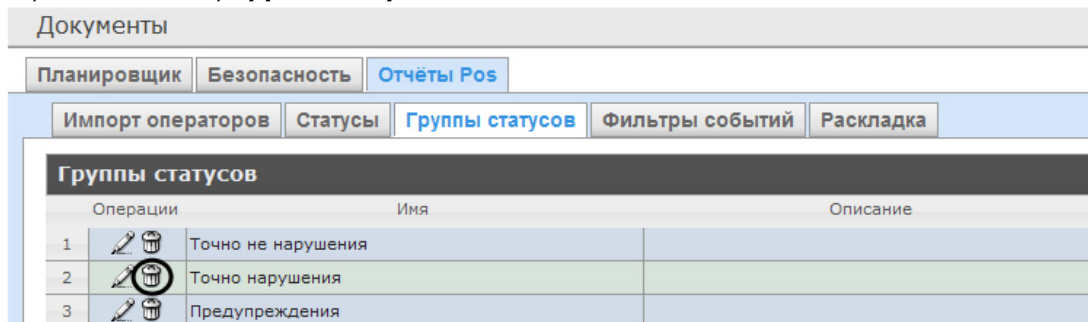 Документы
Планировщик Безопасность Отчёты Pos
Импорт операторов Статусы Группы статусов Фильтры событий Раскладка
Группы статусов
Операции Имя Описание
1 Точно не нарушения
2 Точно нарушения
3 Предупреждения